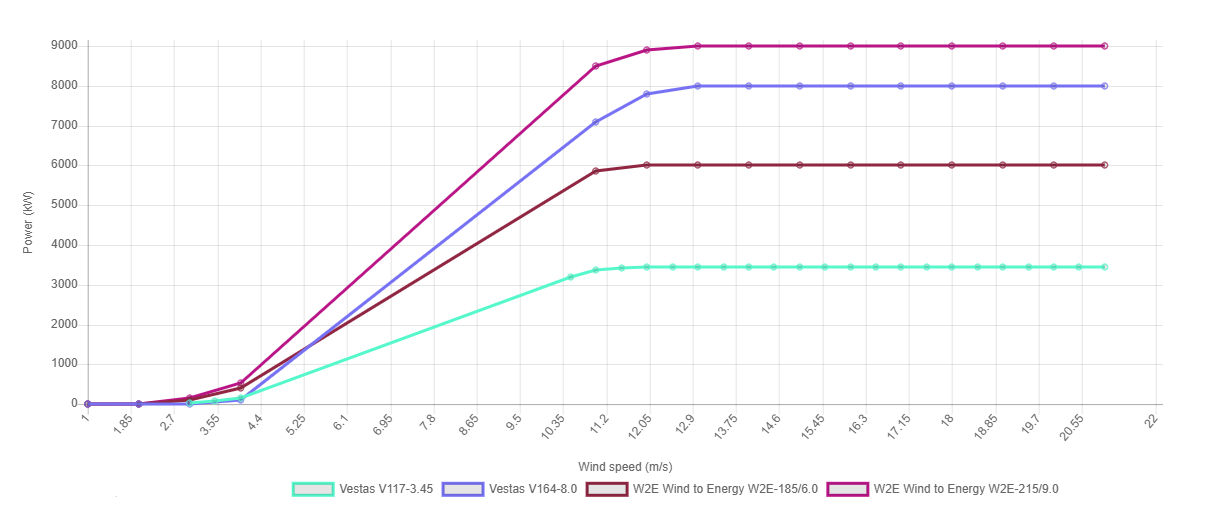 9000
8000
7000
6000
5000
4000
3000
2000
1000
0
Power (kW)
1 1.85 2.7 3.55 4.4 5.25 6.1 6.95 7.8 8.65 9.5 10.35 11.2 12.05 12.9 13.75 14.6 15.45 16.3 17.15 18 18.85 19.7 20.55 22
Wind speed (m/s)
Vestas V117-3.45 Vestas V164-8.0 W2E Wind to Energy W2E-185/6.0 W2E Wind to Energy W2E-215/9.0